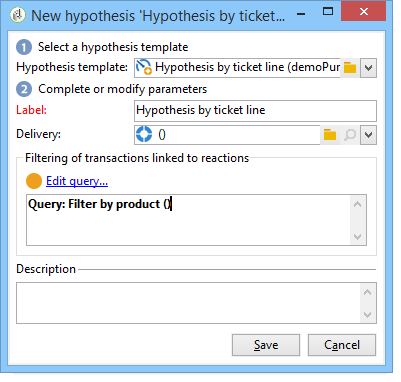 New hypothesis 'Hypothesis by ticket...
1 Select a hypothesis template
Hypothesis template: Hypothesis by ticket line (demoPur
2 Complete or modify parameters
Label: Hypothesis by ticket line
Delivery: ()
Filtering of transactions linked to reactions
Edit query...
Query: Filter by product ()
Description
Save Cancel